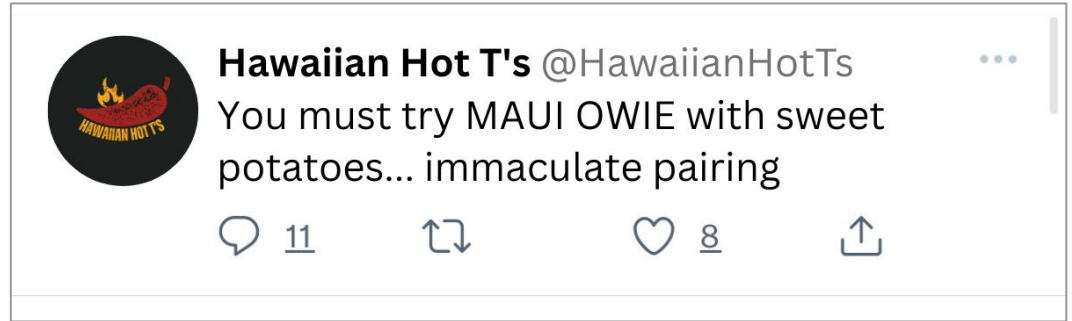 Hawaiian Hot T's @HawaiianHotTs
You must try MAUI OWIE with sweet
potatoes... immaculate pairing
HAWAIIAN HOT T'S
11
8